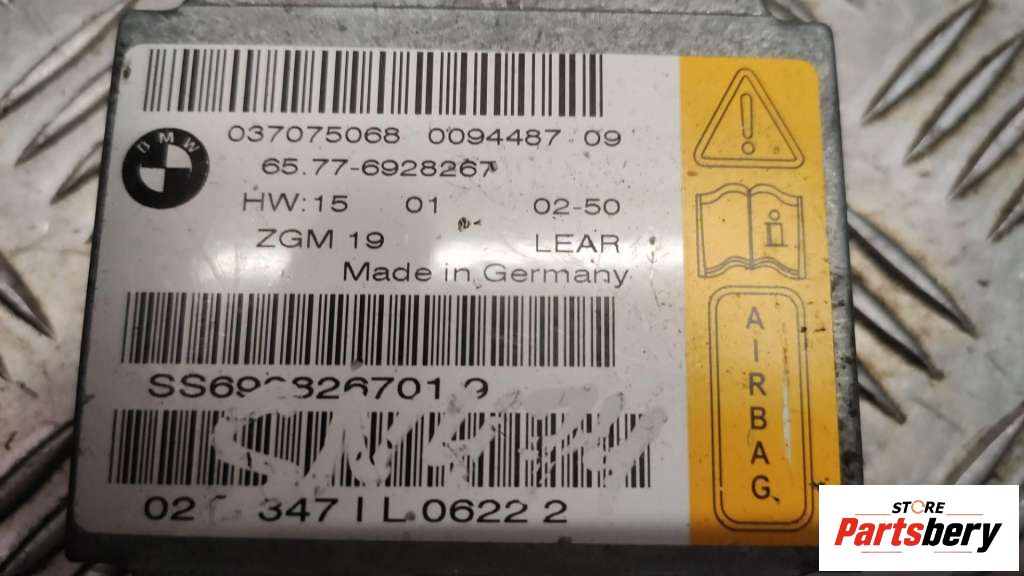 037075068 0094487 09
BMW
65.77-6928267
HW:15 01 02-50
ZGM 19 LEAR
Made in Germany
347 I L 0622 2
AIRBAG
STORE
Partsbery